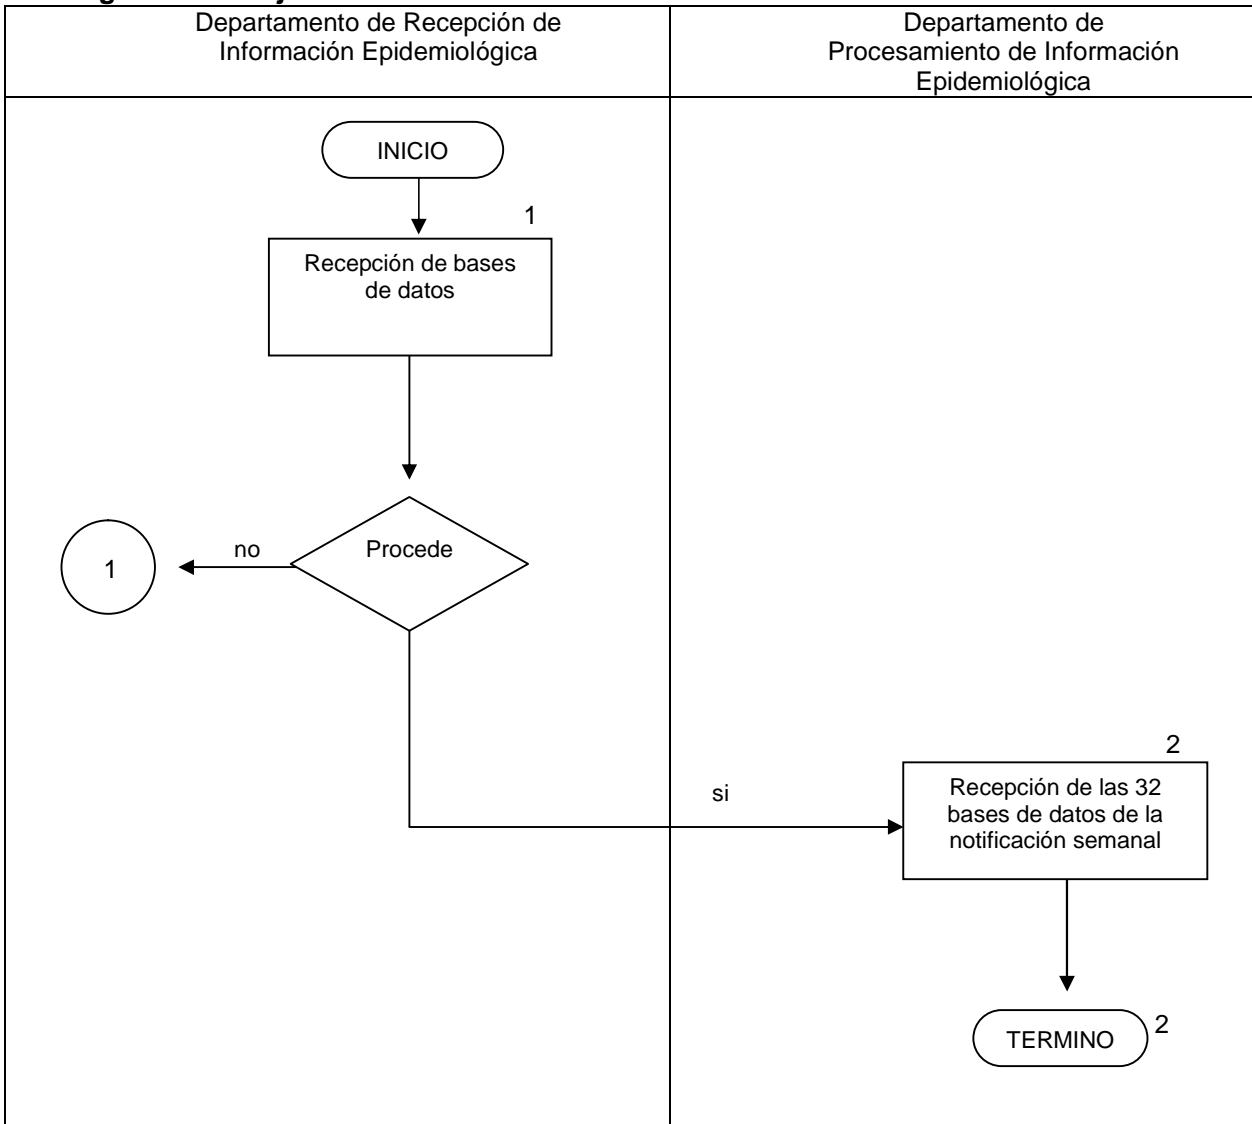 Departamento de Recepción de
Información Epidemiológica
Departamento de
Procesamiento de Información
Epidemiológica
INICIO
1
Recepción de bases
de datos
Procede
no
1
si
2
Recepción de las 32
bases de datos de la
notificación semanal
TERMINO
2